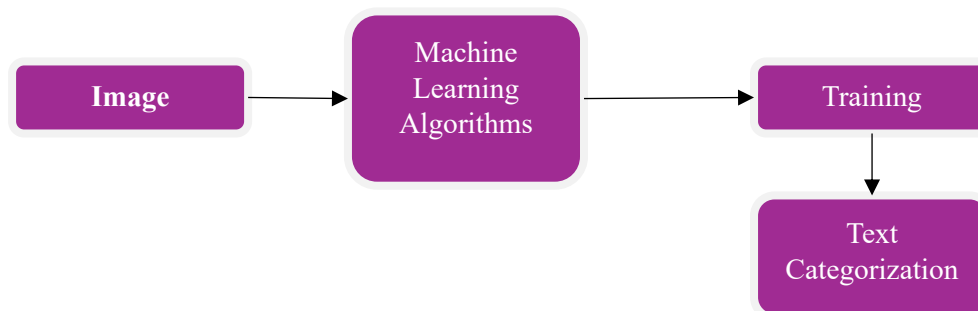 Image
Machine
Learning
Algorithms
Training
Text
Categorization